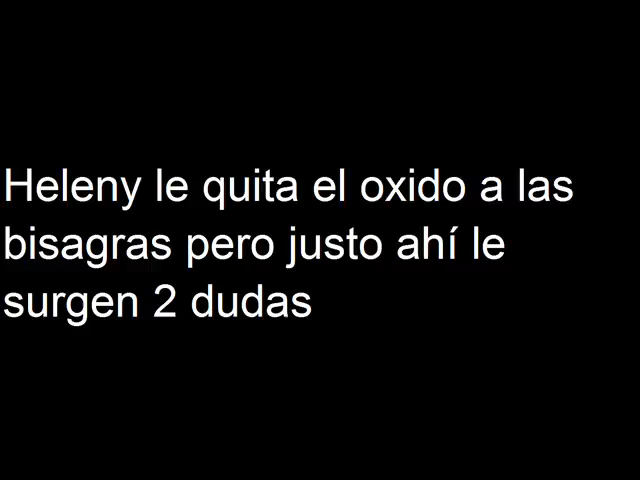 Heleny le quita el oxido a las
bisagras pero justo ahí le
surgen 2 dudas